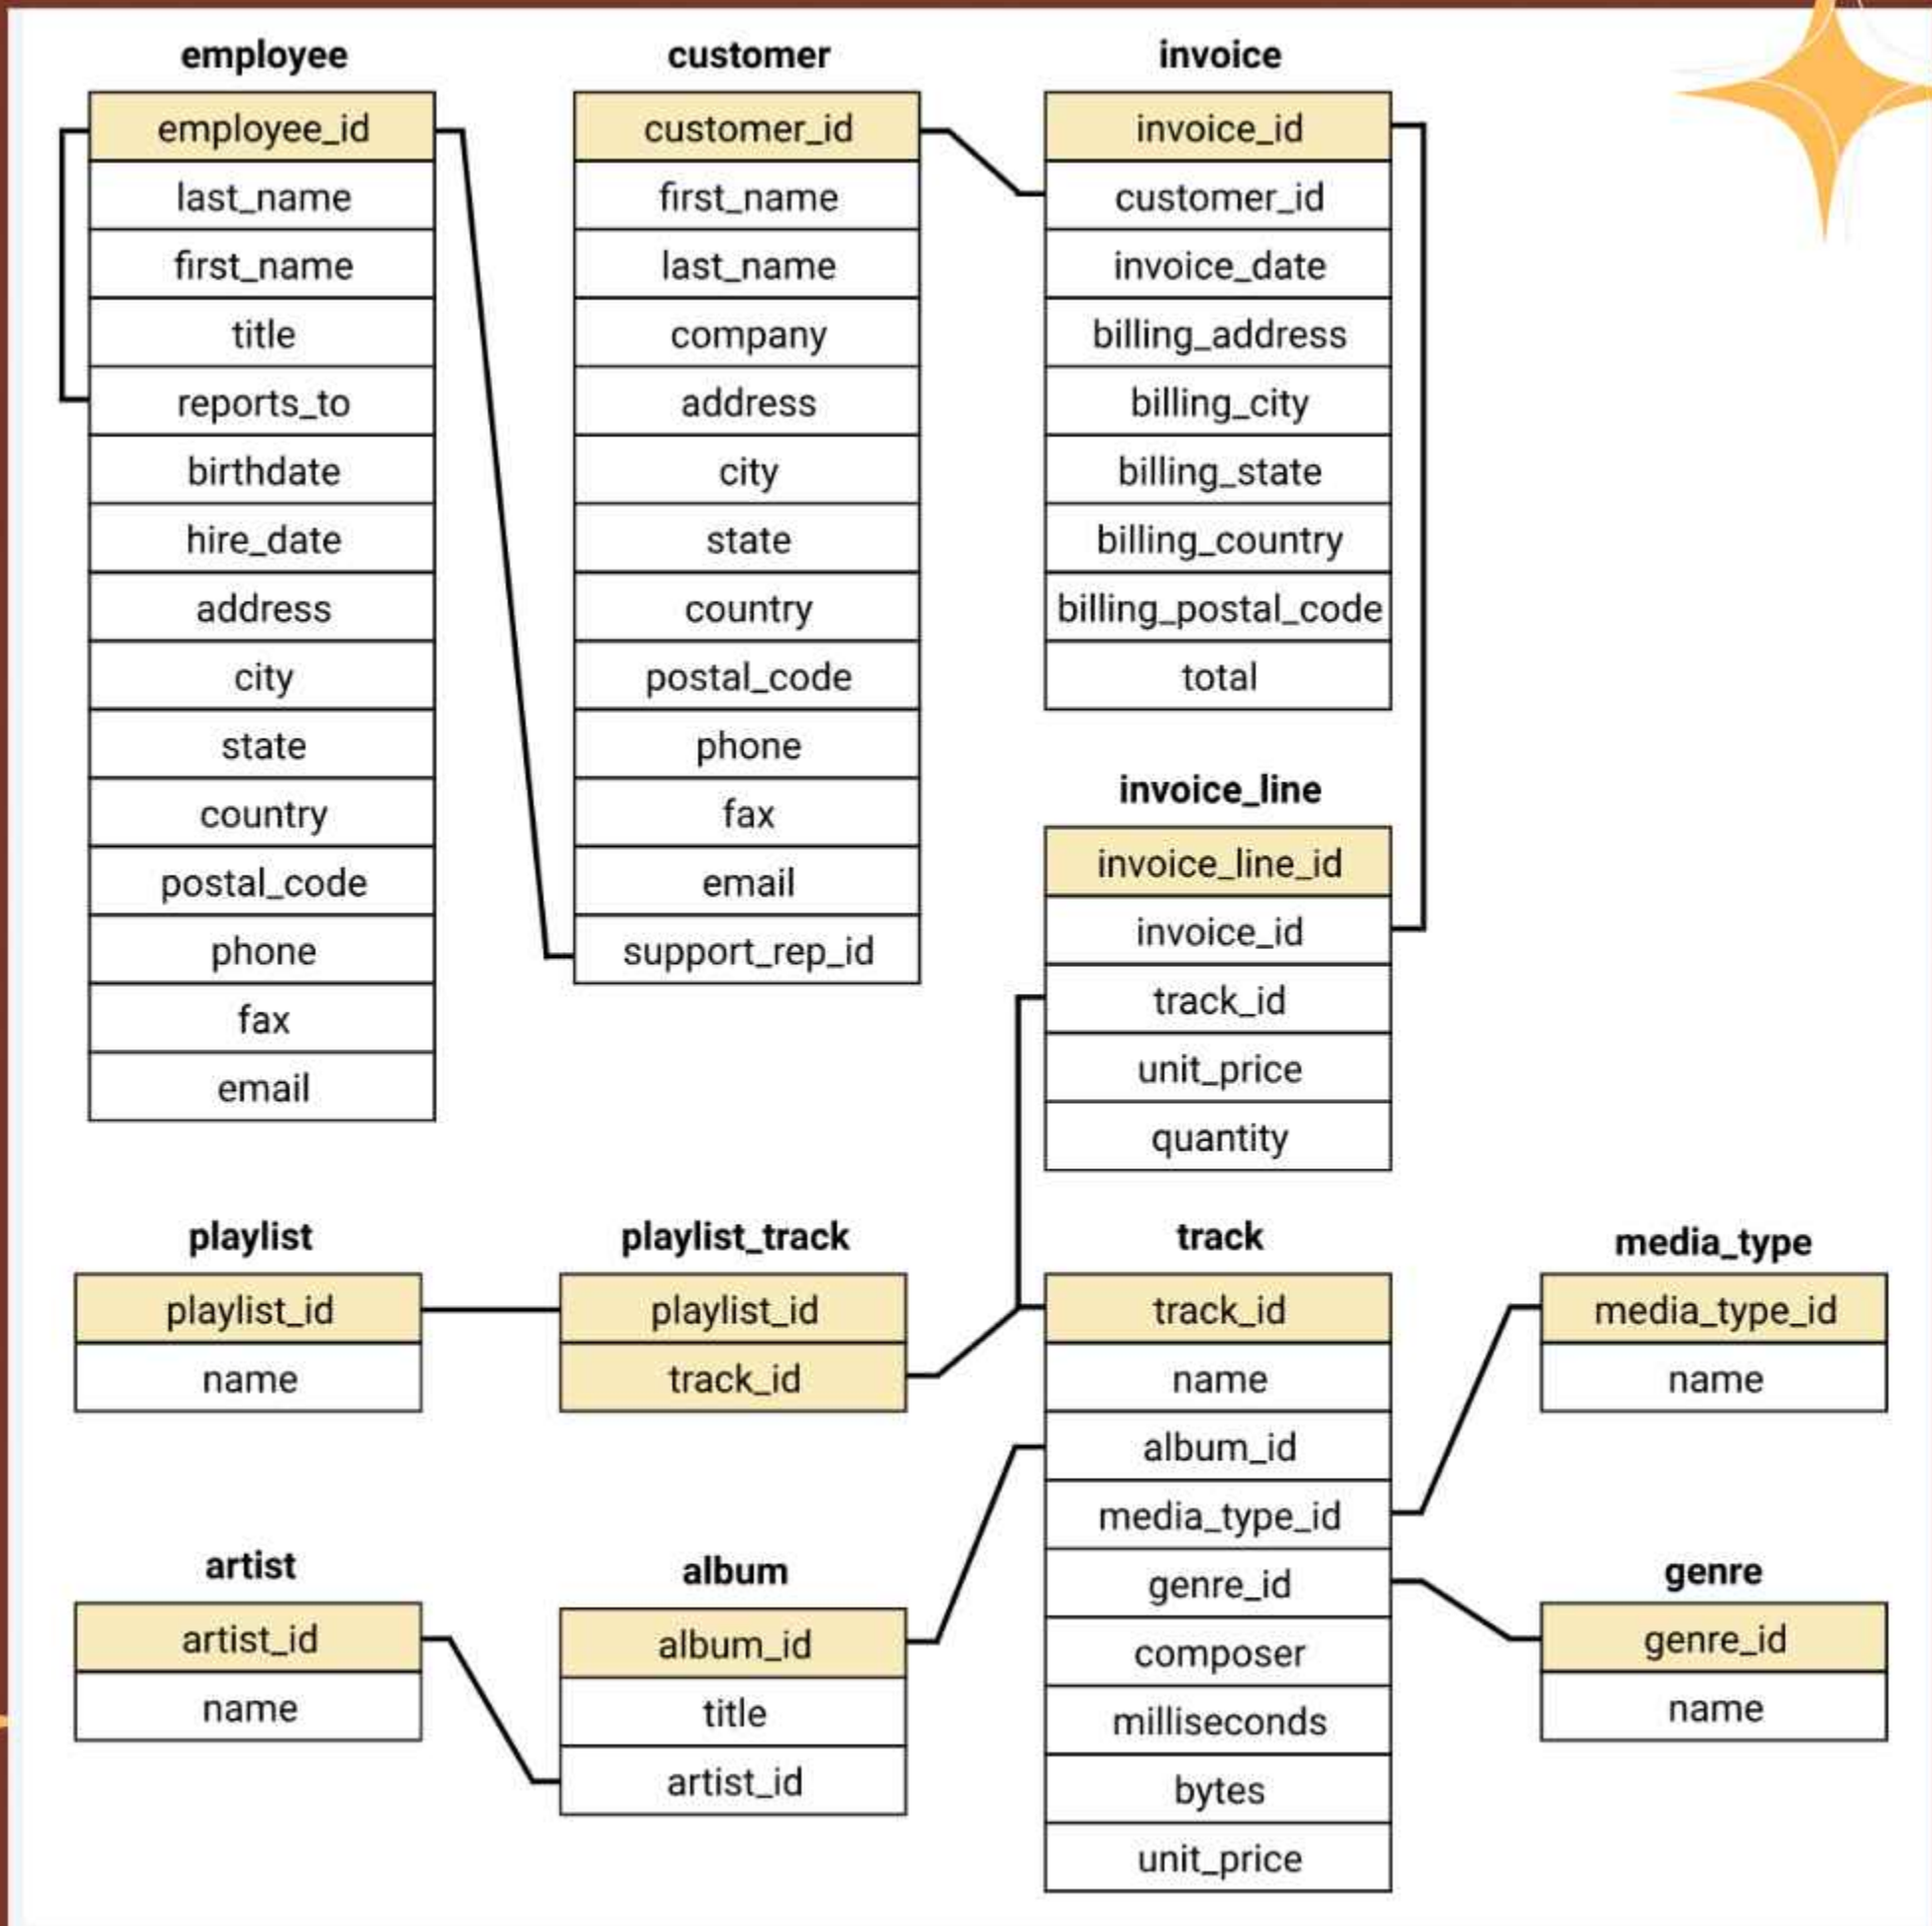 employee
employee_id
last_name
first_name
title
reports_to
birthdate
hire_date
address
city
state
country
postal_code
phone
fax
email
customer
customer_id
first_name
last_name
company
address
city
state
country
postal_code
phone
fax
email
support_rep_id
invoice
invoice_id
customer_id
invoice_date
billing_address
billing_city
billing_state
billing_country
billing_postal_code
total
invoice_line
invoice_line_id
invoice_id
track_id
unit_price
quantity
playlist
playlist_id
name
playlist_track
playlist_id
track_id
track
track_id
name
album_id
media_type_id
genre_id
composer
milliseconds
bytes
unit_price
media_type
media_type_id
name
artist
artist_id
name
album
album_id
title
artist_id
genre
genre_id
name